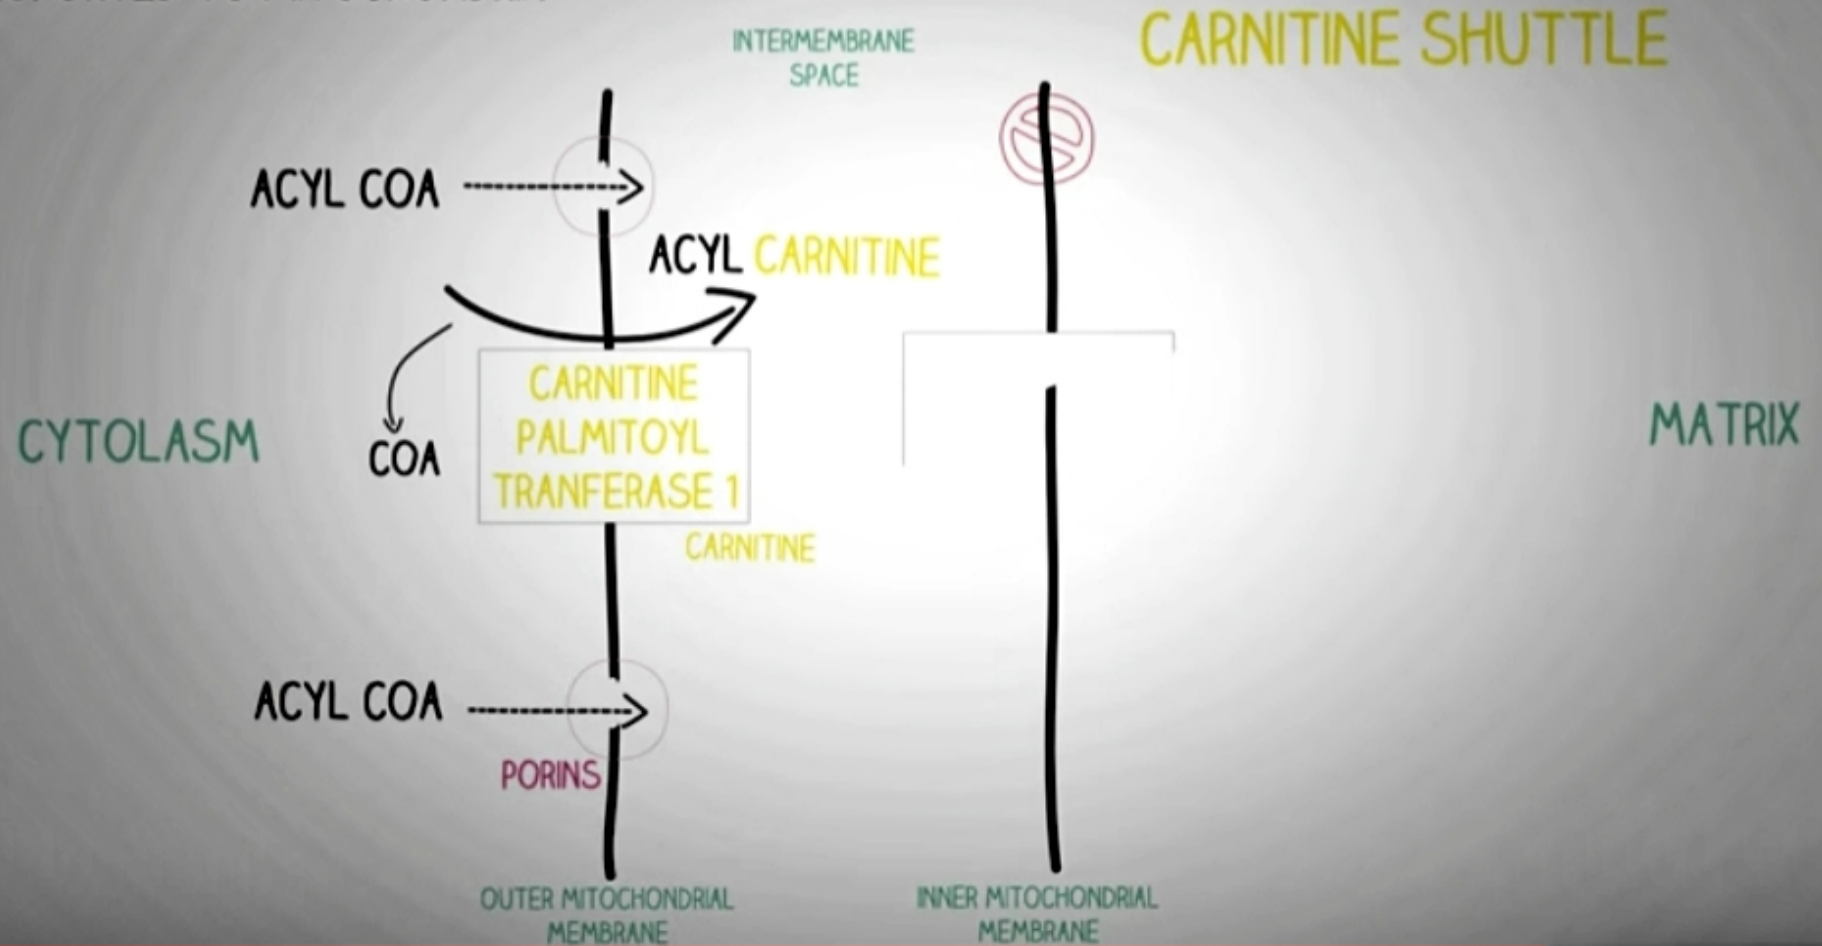 CARNITINE SHUTTLE
INTERMEMBRANE
SPACE
ACYL COA
ACYL CARNITINE
CARNITINE
PALMITOYL
TRANFERASE 1
CYTOLASM
COA
MATRIX
CARNITINE
ACYL COA
PORINS
OUTER MITOCHONDRIAL
MEMBRANE
INNER MITOCHONDRIAL
MEMBRANE